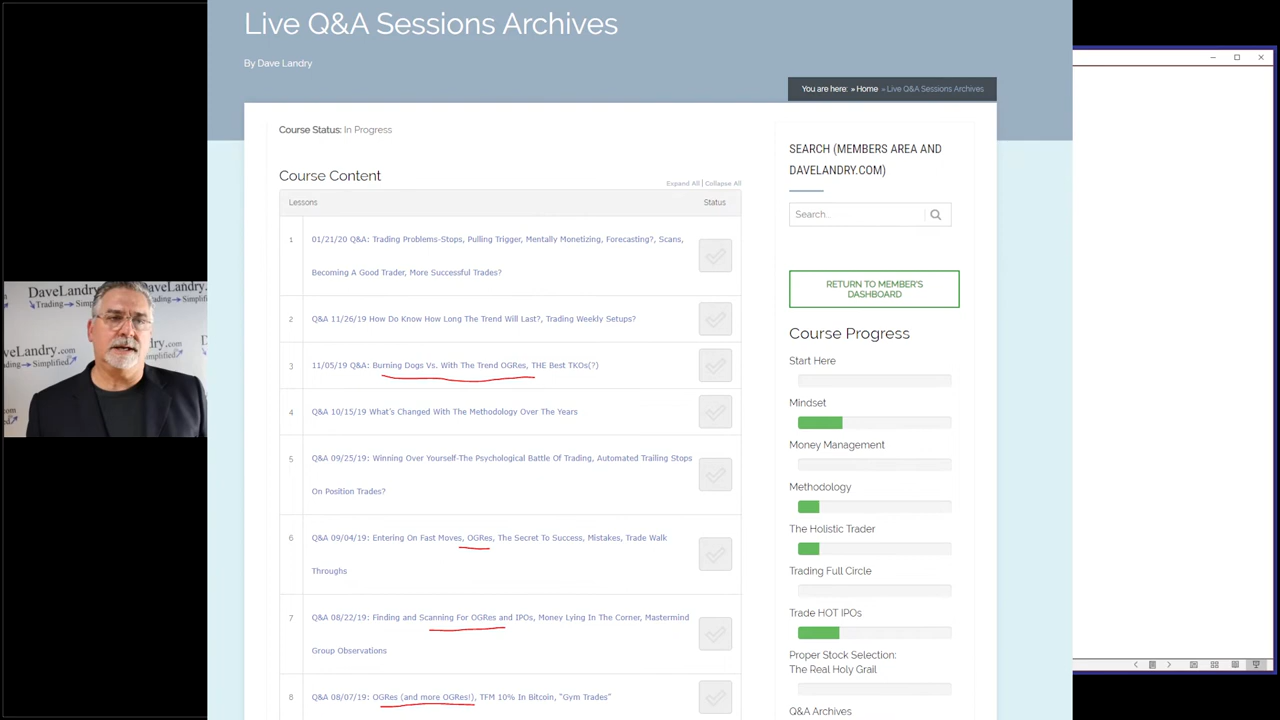 Live Q&A Sessions Archives
By Dave Landry
You are here: » Home » Live Q&A Sessions Archives
Course Status: In Progress
Course Content
Expand All | Collapse All
Lessons
Status
1
01/21/20 Q&A: Trading Problems-Stops, Pulling Trigger, Mentally Monetizing, Forecasting?, Scans,
Becoming A Good Trader, More Successful Trades?
2
Q&A 11/26/19 How Do Know How Long The Trend Will Last?, Trading Weekly Setups?
3
11/05/19 Q&A: Burning Dogs Vs. With The Trend OGRes, THE Best TKOs(?)
4
Q&A 10/15/19 What's Changed With The Methodology Over The Years
5
Q&A 09/25/19: Winning Over Yourself-The Psychological Battle Of Trading, Automated Trailing Stops
On Position Trades?
6
Q&A 09/04/19: Entering On Fast Moves, OGRes, The Secret To Success, Mistakes, Trade Walk
Throughs
7
Q&A 08/22/19: Finding and Scanning For OGRes and IPOs, Money Lying In The Corner, Mastermind
Group Observations
8
Q&A 08/07/19: OGRes (and more OGRes!), TFM 10% In Bitcoin, "Gym Trades"
SEARCH (MEMBERS AREA AND
DAVELANDRY.COM)
Search...
RETURN TO MEMBER'S
DASHBOARD
Course Progress
Start Here
Mindset
Money Management
Methodology
The Holistic Trader
Trading Full Circle
Trade HOT IPOs
Proper Stock Selection:
The Real Holy Grail
Q&A Archives
DaveLandry.com
Trading Simplified